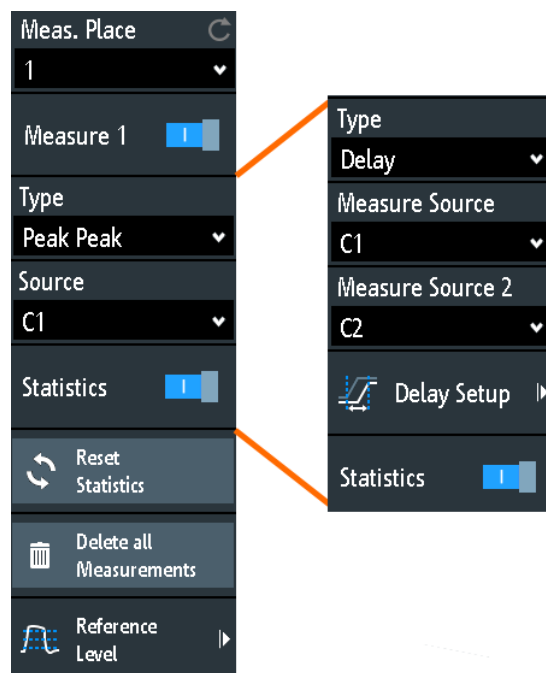 Meas. Place
1
Measure 1
Type
Peak Peak
Source
C1
Statistics
Reset
Statistics
Delete all
Measurements
Reference
Level
Type
Delay
Measure Source
C1
Measure Source 2
C2
Delay Setup
Statistics